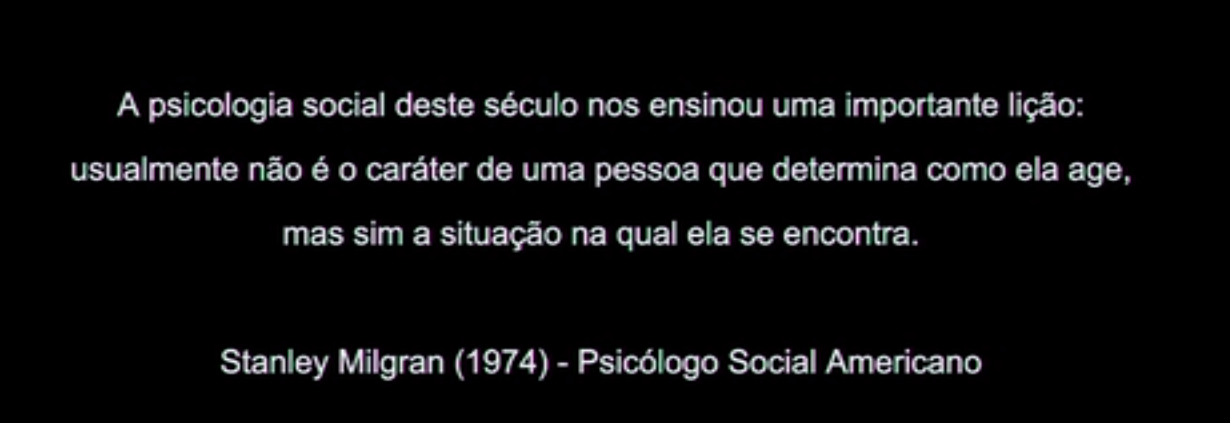 A psicologia social deste século nos ensinou uma importante lição:
usualmente não é o caráter de uma pessoa que determina como ela age,
mas sim a situação na qual ela se encontra.
Stanley Milgran (1974) - Psicólogo Social Americano